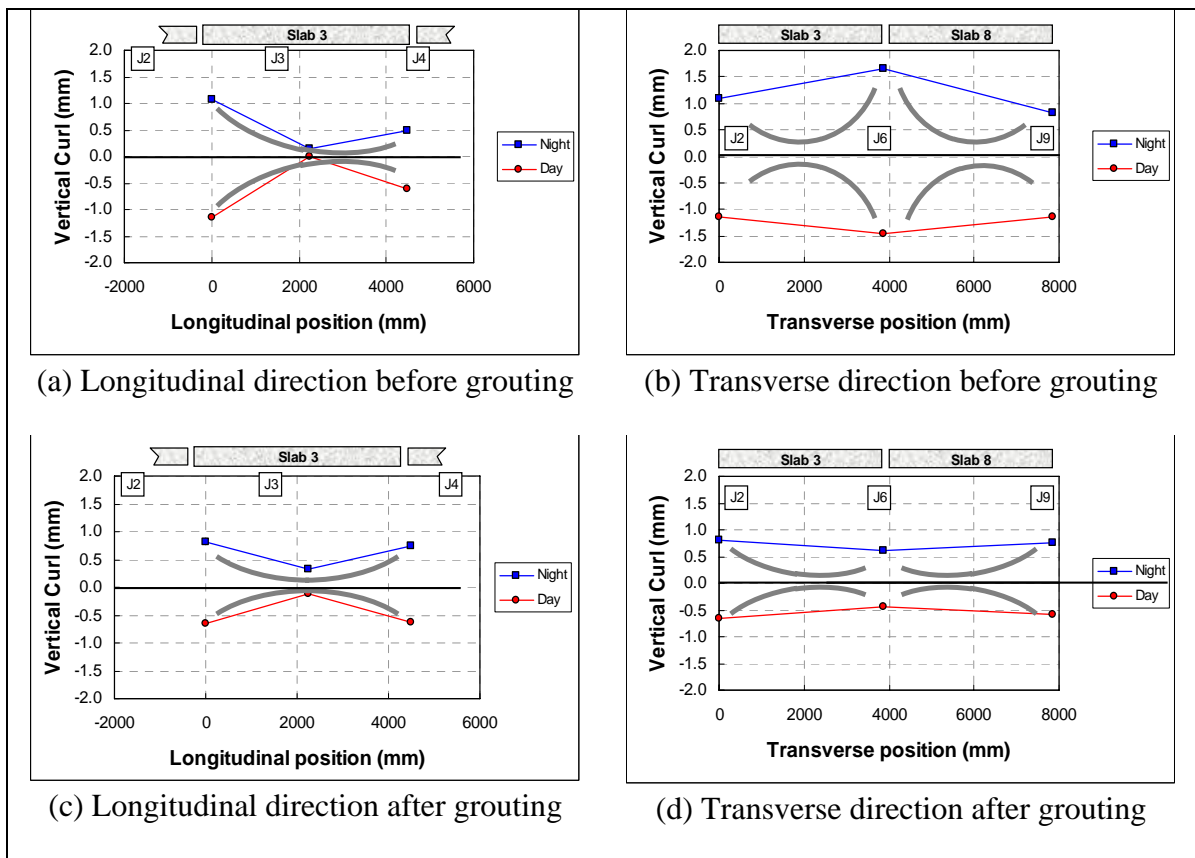 Slab 3
J2 J3 J4
2.0
1.5
1.0
0.5
0.0
-0.5
-1.0
-1.5
-2.0
-2000 0 2000 4000 6000
Vertical Curl (mm)
Longitudinal position (mm)
Night
Day
(a) Longitudinal direction before grouting
Slab 3 Slab 8
2.0
1.5
1.0
0.5
0.0
-0.5
-1.0
-1.5
-2.0
J2 J6 J9
0 2000 4000 6000 8000
Vertical Curl (mm)
Transverse position (mm)
Night
Day
(b) Transverse direction before grouting
Slab 3
J2 J3 J4
2.0
1.5
1.0
0.5
0.0
-0.5
-1.0
-1.5
-2.0
-2000 0 2000 4000 6000
Vertical Curl (mm)
Longitudinal position (mm)
Night
Day
(c) Longitudinal direction after grouting
Slab 3 Slab 8
J2 J6 J9
2.0
1.5
1.0
0.5
0.0
-0.5
-1.0
-1.5
-2.0
0 2000 4000 6000 8000
Vertical Curl (mm)
Transverse position (mm)
Night
Day
(d) Transverse direction after grouting